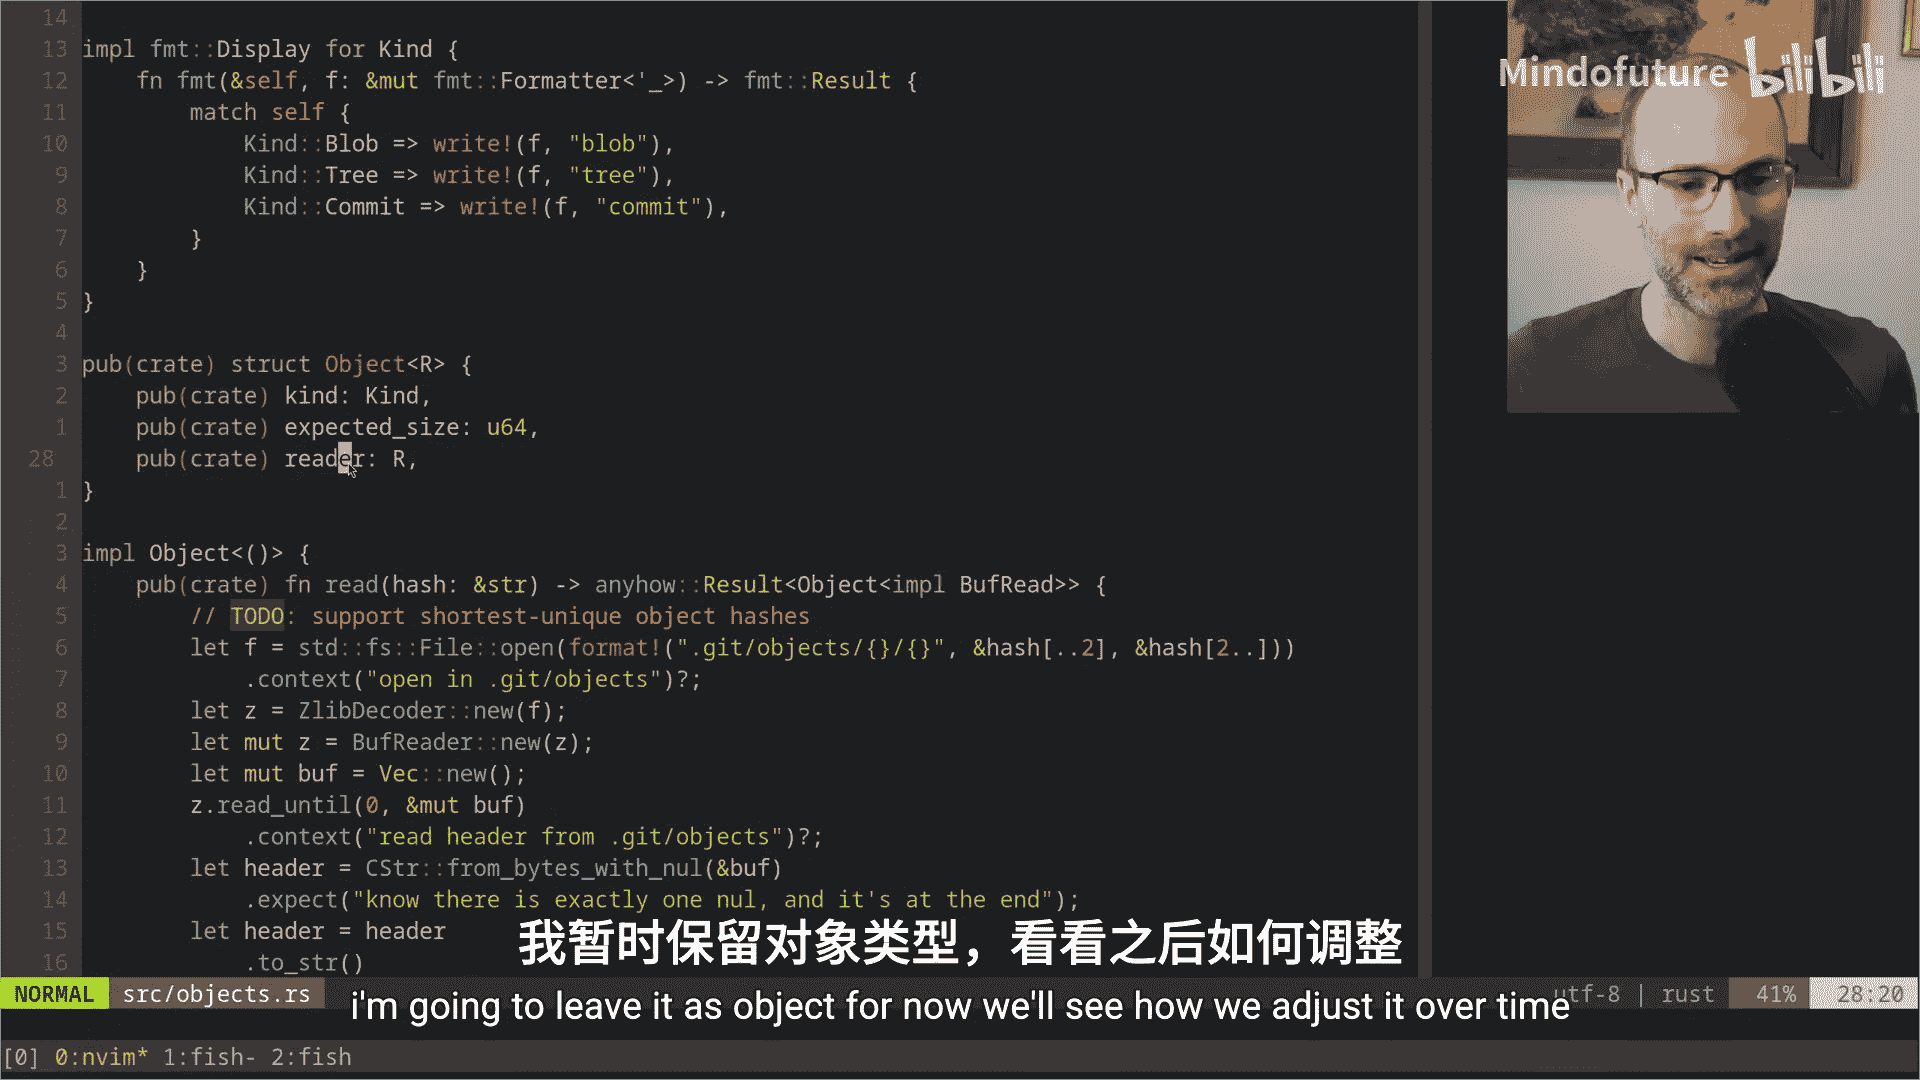 14
13 impl fmt::Display for Kind {
12     fn fmt(&self, f: &mut fmt::Formatter<'_>) -> fmt::Result {
11         match self {
10             Kind::Blob => write!(f, "blob"),
9             Kind::Tree => write!(f, "tree"),
8             Kind::Commit => write!(f, "commit"),
7         }
6     }
5 }
4
3 pub(crate) struct Object<R> {
2     pub(crate) kind: Kind,
1     pub(crate) expected_size: u64,
28     pub(crate) reader: R,
1 }
2
3 impl Object<()> {
4     pub(crate) fn read(hash: &str) -> anyhow::Result<Object<impl BufRead>> {
5         // TODO: support shortest-unique object hashes
6         let f = std::fs::File::open(format!(".git/objects/{}/{}", &hash[..2], &hash[2..]))
7             .context("open in .git/objects")?;
8         let z = ZlibDecoder::new(f);
9         let mut z = BufReader::new(z);
10         let mut buf = Vec::new();
11         z.read_until(0, &mut buf)
12             .context("read header from .git/objects")?;
13         let header = CStr::from_bytes_with_nul(&buf)
14             .expect("know there is exactly one nul, and it's at the end");
15         let header = header
16             .to_str()
Mindofuture bilibili
我暂时保留对象类型，看看之后如何调整
i'm going to leave it as object for now we'll see how we adjust it over time
NORMAL src/objects.rs utf-8 | rust 41% 28:20
[0] 0:nvim* 1:fish- 2:fish